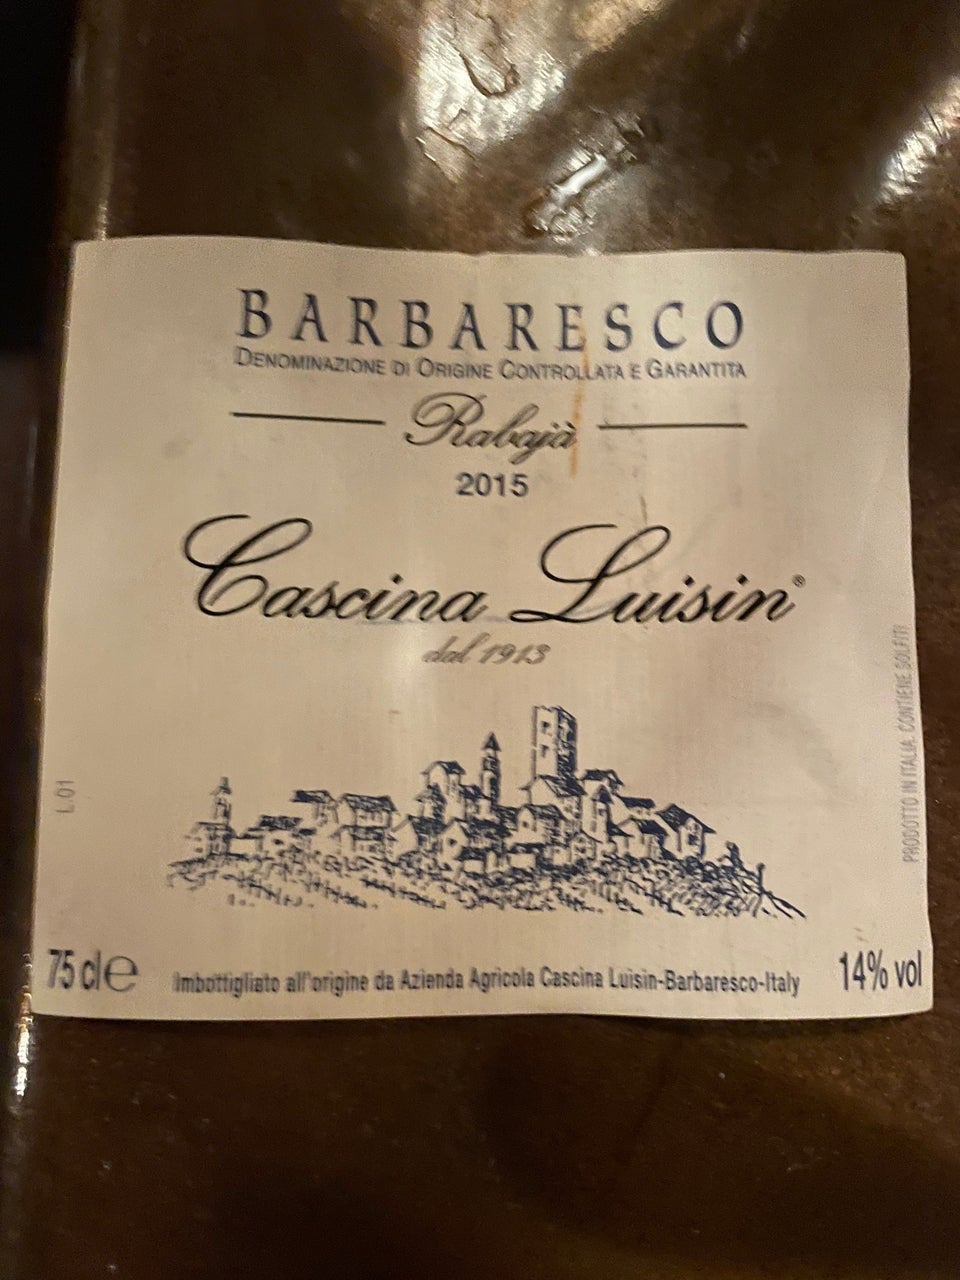 BARBARESCO
DENOMINAZIONE DI ORIGINE CONTROLLATA E GARANTITA
Rabajà
2015
Cascina Luisin®
dal 1913
L.01
PRODOTTO IN ITALIA. CONTIENE SOLFITI
75 cl e
Imbottigliato all'origine da Azienda Agricola Cascina Luisin-Barbaresco-Italy
14% vol